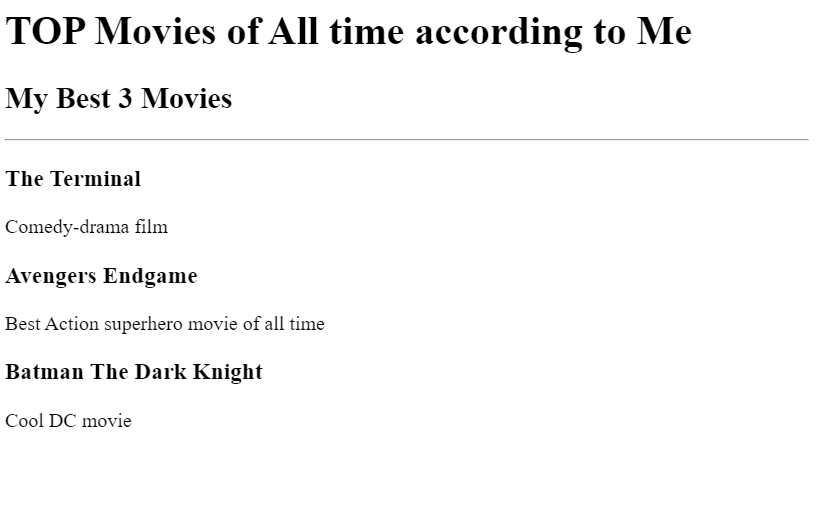 TOP Movies of All time according to Me
My Best 3 Movies
The Terminal
Comedy-drama film
Avengers Endgame
Best Action superhero movie of all time
Batman The Dark Knight
Cool DC movie